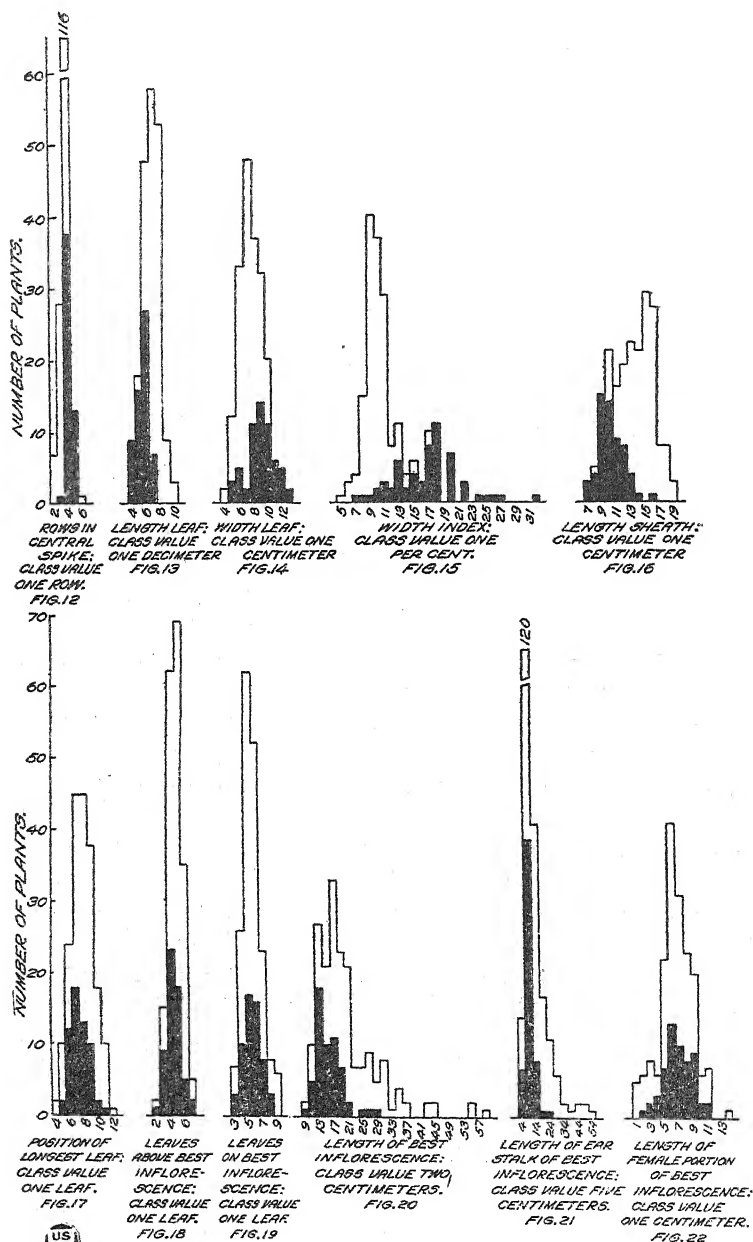 116
60
50
40
30
20
10
0
NUMBER OF PLANTS.
2 4 6
4 6 8 10
4 6 8 10 12
5 7 9 11 13 15 17 19 21 23 25 27 29 31
7 9 11 13 15 17 19
ROWS IN
CENTRAL
SPIKE;
CLASS VALUE
ONE ROW.
FIG.12
LENGTH LEAF;
CLASS VALUE
ONE DECIMETER
FIG.13
WIDTH LEAF;
CLASS VALUE ONE
CENTIMETER
FIG.14
WIDTH INDEX;
CLASS VALUE ONE
PER CENT.
FIG.15
LENGTH SHEATH:
CLASS VALUE ONE
CENTIMETER
FIG.16
120
70
60
50
40
30
20
10
0
NUMBER OF PLANTS.
2 4 6 8 10 12
2 4 6
3 5 7 9
9 13 17 21 25 29 33 37 41 45 49 53 57
4 14 24 34 44
1 3 5 7 9 11 13
POSITION OF
LONGEST LEAF:
CLASS VALUE
ONE LEAF.
FIG.17
LEAVES
ABOVE BEST
INFLORE-
SCENCE:
CLASS VALUE
ONE LEAF.
FIG.18
LEAVES
ON BEST
INFLORE-
SCENCE:
CLASS VALUE
ONE LEAF
FIG.19
LENGTH OF BEST
INFLORESCENCE:
CLASS VALUE TWO
CENTIMETERS.
FIG.20
LENGTH OF EAR
STALK OF BEST
INFLORESCENCE:
CLASS VALUE FIVE
CENTIMETERS.
FIG.21
LENGTH OF
FEMALE PORTION
OF BEST
INFLORESCENCE:
CLASS VALUE
ONE CENTIMETER.
FIG.22
US